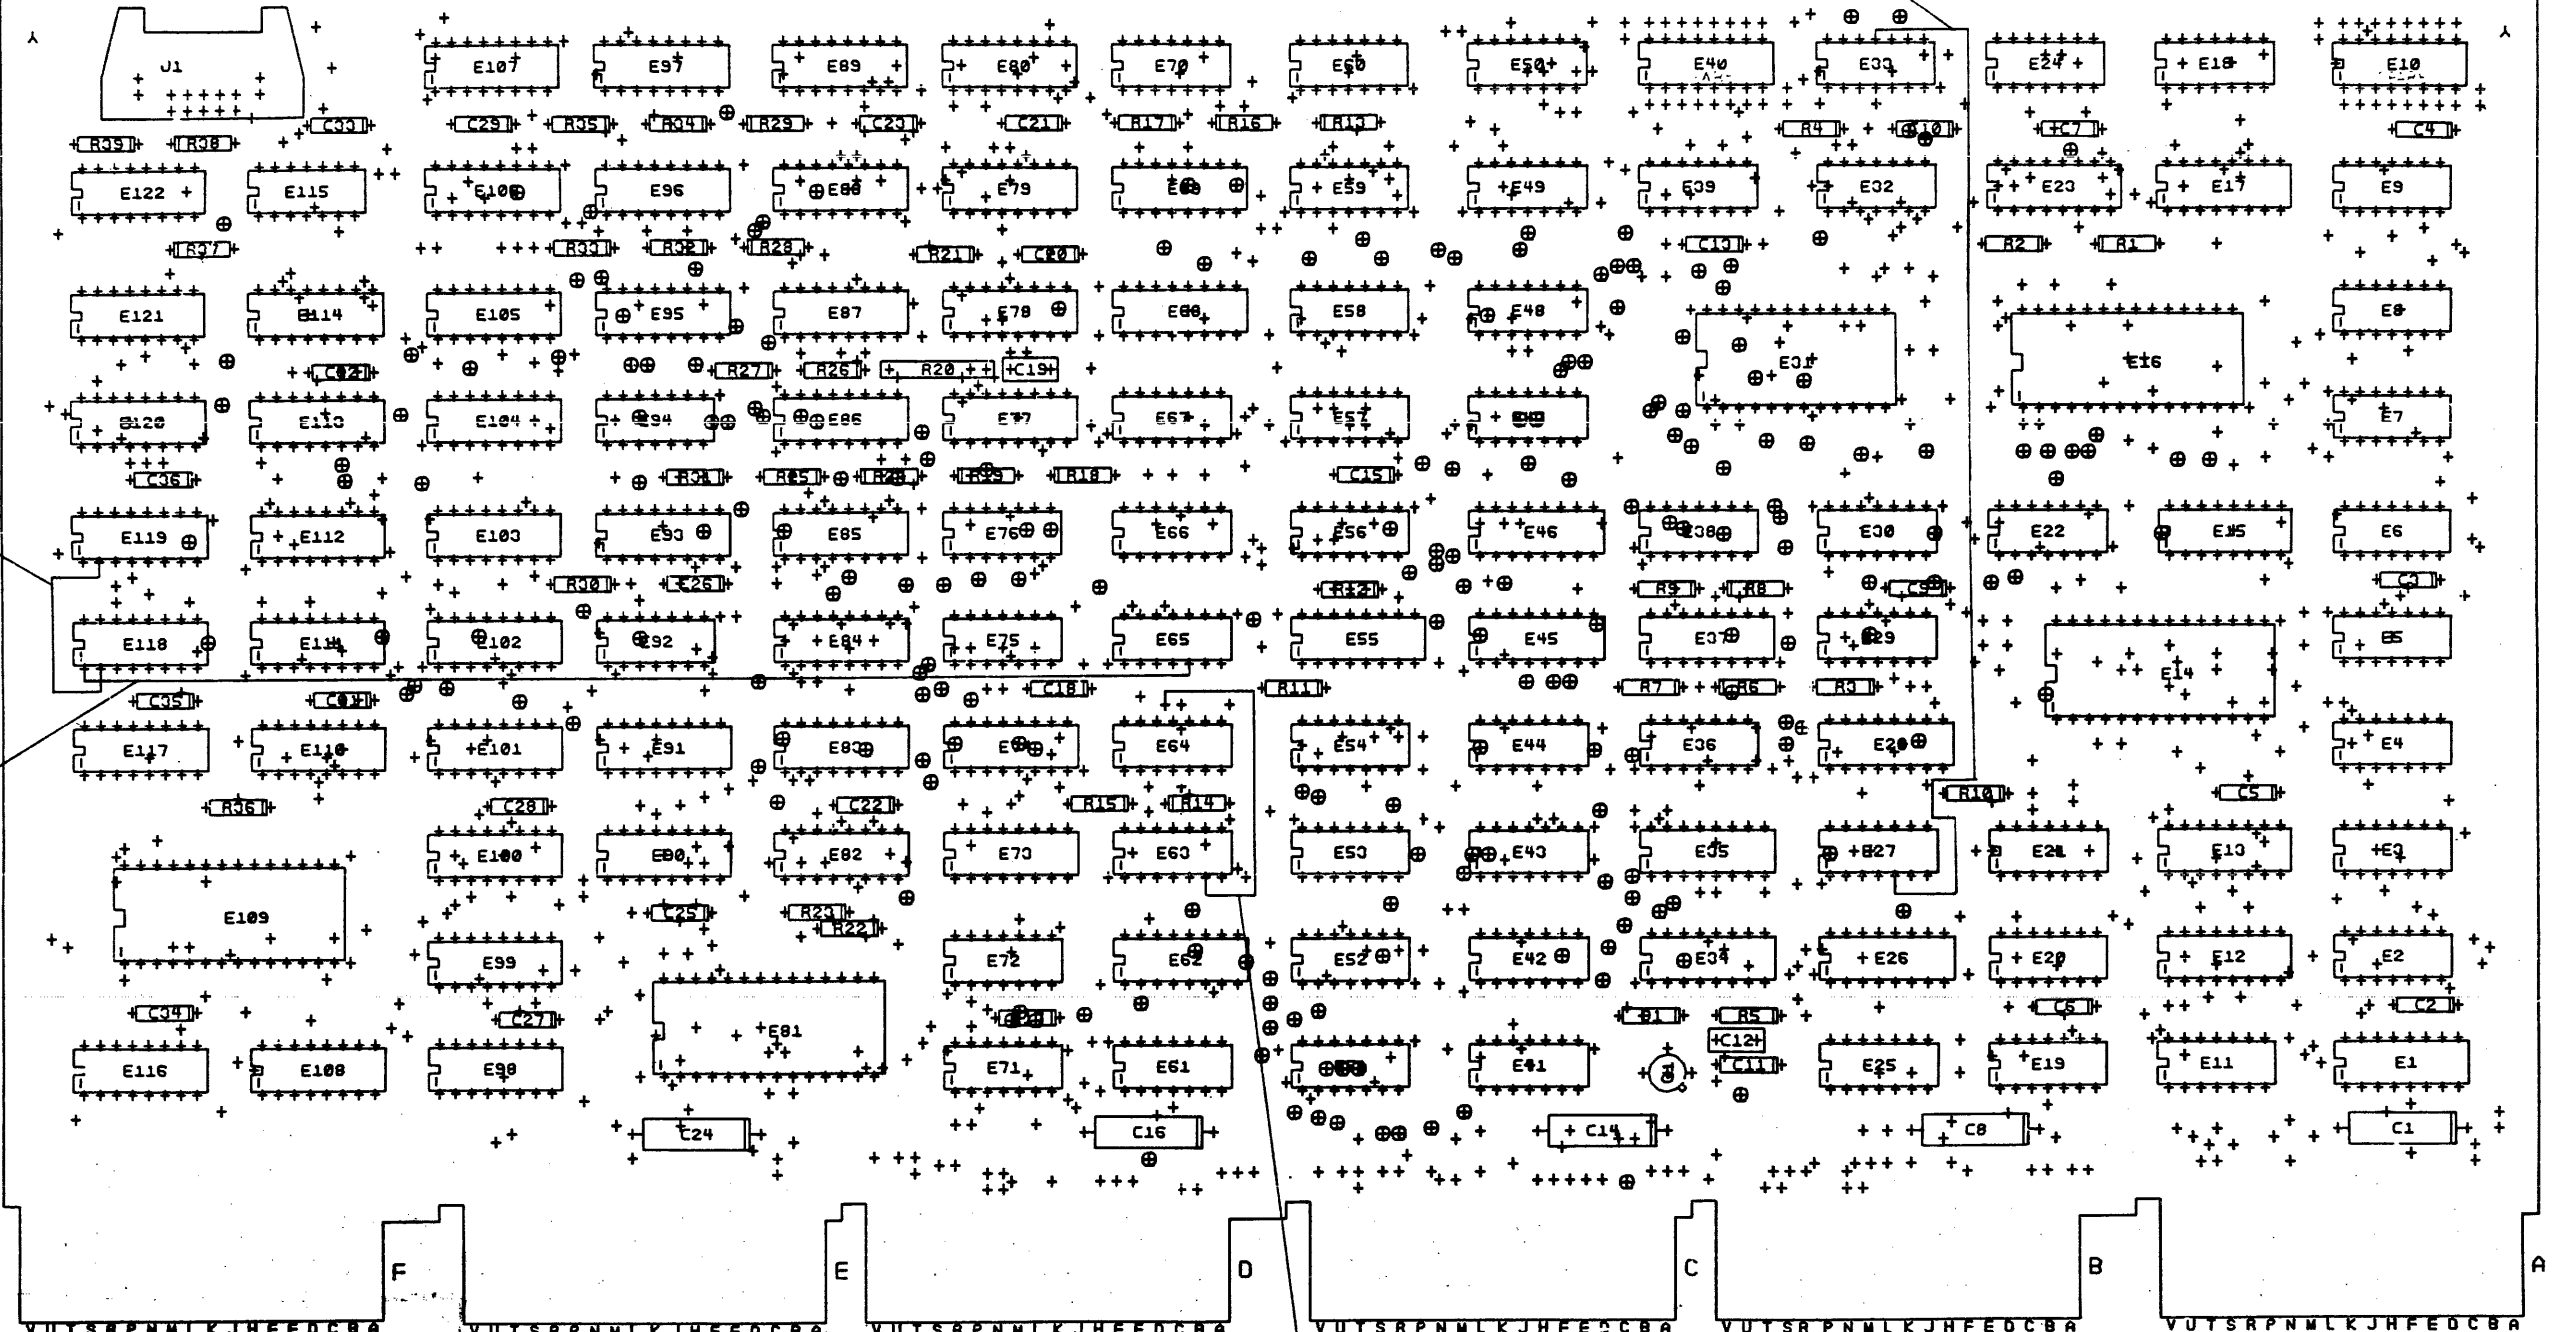 J1 E107 E97 E89 E80 E70 E60 E50 E40 E33 E24 E18 E10
C33 C29 R35 R34 R29 C23 C21 R17 R16 R13 R4 C10 C7 C4
R39 R38
E122 E115 E106 E96 E88 E79 E69 E59 E49 E39 E32 E23 E17 E9
R37 R33 R32 R28 R21 C20 C13 R2 R1
E121 E114 E105 E95 E87 E78 E68 E58 E48 E8
C32 R27 R26 R20 C19 E31 E16
E120 E113 E104 E94 E86 E77 E67 E57 E7
C36 R31 R25 R24 R19 R18 C15
E119 E112 E103 E93 E85 E76 E66 E56 E46 E38 E30 E22 E15 E6
R30 C26 R12 R9 R8 C9 C3
E118 E111 E102 E92 E84 E75 E65 E55 E45 E37 E29 E5
E14
C35 C31 C18 R11 R7 R6 R3
E117 E110 E101 E91 E83 E64 E54 E44 E36 E28 E4
R36 C28 C22 R15 R14 R10 C5
E100 E90 E82 E73 E63 E53 E43 E35 E27 E21 E13 E3
E109 C25 R23
R22
E99 E72 E62 E52 E42 E34 E26 E20 E12 E2
C34 C27 R5 C6 C2
E81 C12
E116 E108 E98 E71 E61 E41 Q1 C11 E25 E19 E11 E1
C24 C16 C14 C8 C1
F E D C B A
V U T S R P N M L K J H F E D C B A V U T S R P N M L K J H F E D C B A V U T S R P N M L K J H F E D C B A V U T S R P N M L K J H F E D C B A V U T S R P N M L K J H F E D C B A V U T S R P N M L K J H F E D C B A